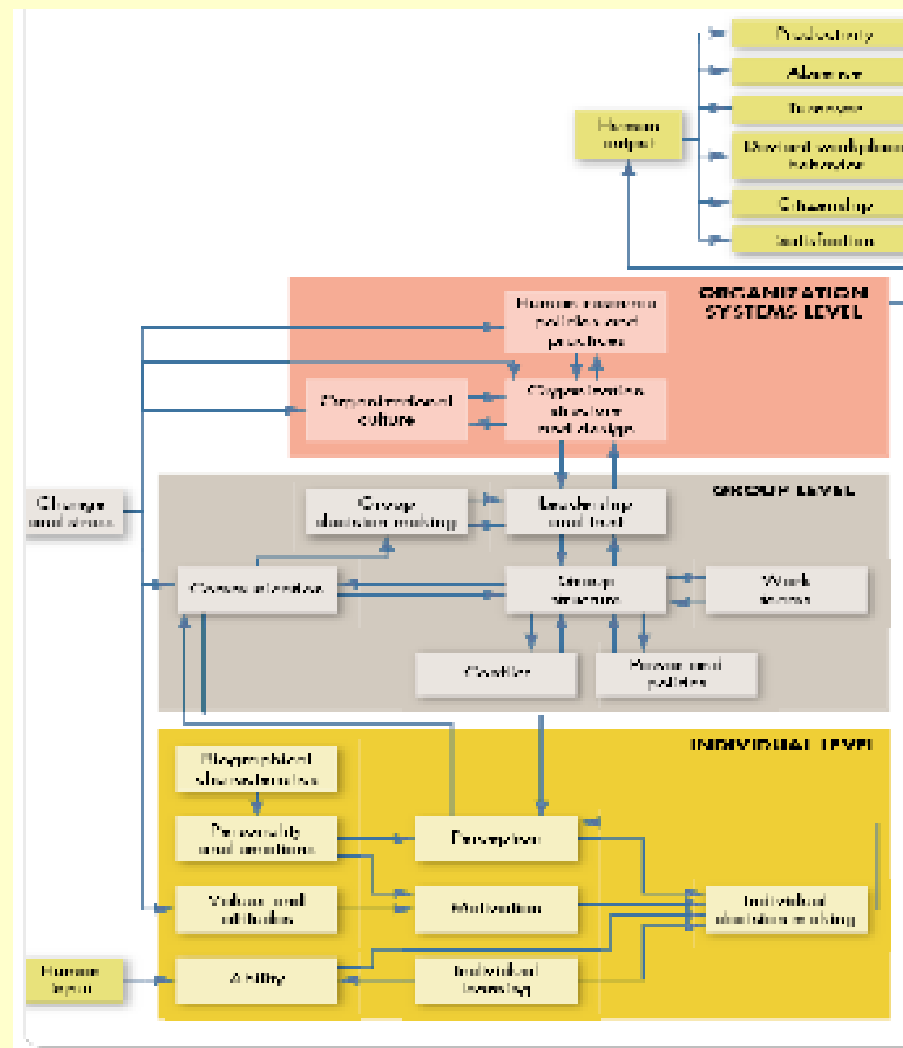 Productivity
Absence
Turnover
Human
output
Deviant workplace
behavior
Citizenship
Satisfaction
ORGANIZATION
SYSTEMS LEVEL
Human resource
policies and
practices
Organizational
culture
Organization
structure
and design
GROUP LEVEL
Change
and stress
Group
decision making
Leadership
and trust
Communication
Group
structure
Work
teams
Conflict
Power and
politics
INDIVIDUAL LEVEL
Biographical
characteristics
Personality
and emotions
Perception
Values and
attitudes
Motivation
Individual
decision making
Human
input
Ability
Individual
learning